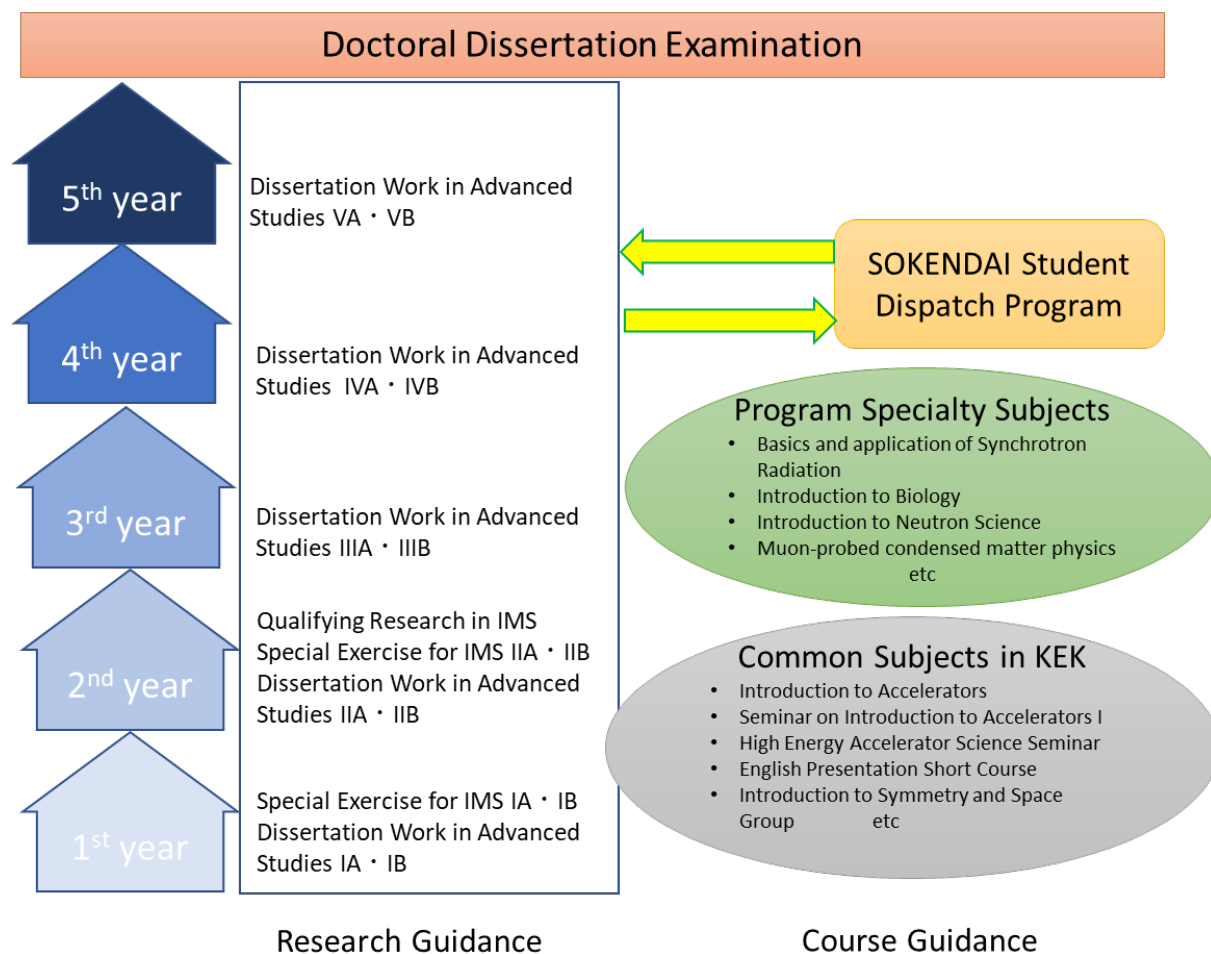 Doctoral Dissertation Examination
5th year
Dissertation Work in Advanced
Studies VA・VB
SOKENDAI Student
Dispatch Program
4th year
Dissertation Work in Advanced
Studies IVA・IVB
3rd year
Dissertation Work in Advanced
Studies IIIA・IIIB
2nd year
Qualifying Research in IMS
Special Exercise for IMS IIA・IIB
Dissertation Work in Advanced
Studies IIA・IIB
1st year
Special Exercise for IMS IA・IB
Dissertation Work in Advanced
Studies IA・IB
Research Guidance
Program Specialty Subjects
• Basics and application of Synchrotron
Radiation
• Introduction to Biology
• Introduction to Neutron Science
• Muon-probed condensed matter physics
etc
Common Subjects in KEK
• Introduction to Accelerators
• Seminar on Introduction to Accelerators I
• High Energy Accelerator Science Seminar
• English Presentation Short Course
• Introduction to Symmetry and Space
Group etc
Course Guidance